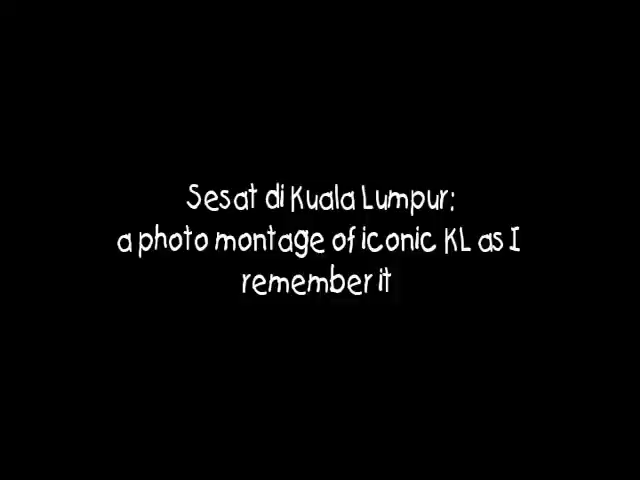 Sesat di Kuala Lumpur:
a photo montage of iconic KL as I
remember it